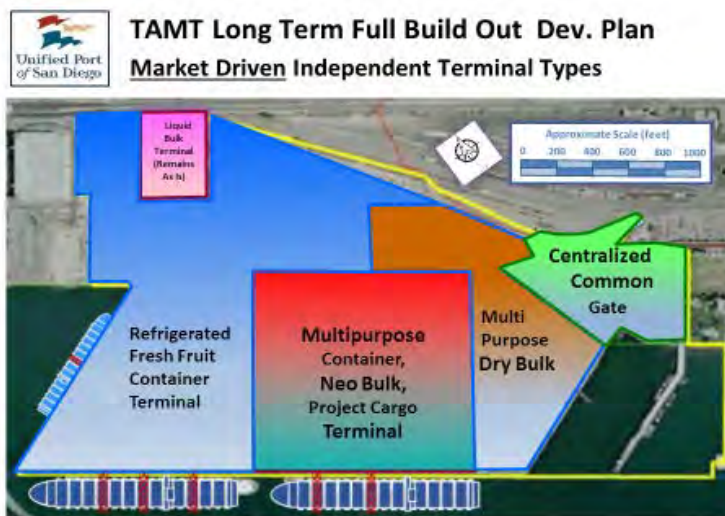 Unified Port
of San Diego
TAMT Long Term Full Build Out Dev. Plan
Market Driven Independent Terminal Types
Liquid
Bulk
Terminal
(Remains
As Is)
Approximate Scale (feet)
0 200 400 600 800 1000
Centralized
Common
Gate
Refrigerated
Fresh Fruit
Container
Terminal
Multipurpose
Container,
Neo Bulk,
Project Cargo
Terminal
Multi
Purpose
Dry Bulk